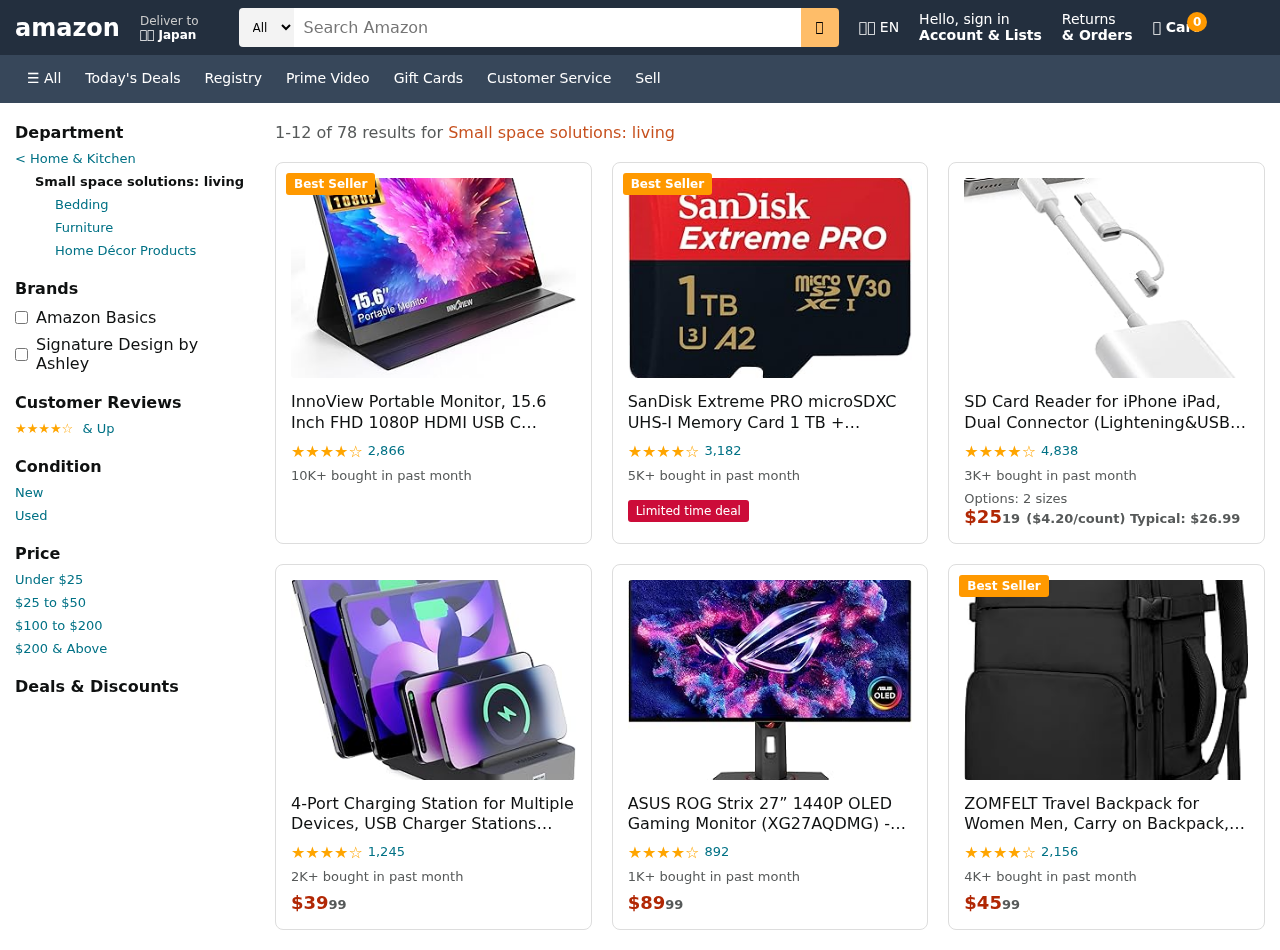 amazon
Deliver to
Japan
All
Search Amazon
EN
Hello, sign in
Account & Lists
Returns
& Orders
0
☰ All
Today's Deals
Registry
Prime Video
Gift Cards
Customer Service
Sell
Department
< Home & Kitchen
Small space solutions: living
Bedding
Furniture
Home Décor Products
Brands
Amazon Basics
Signature Design by
Ashley
Customer Reviews
★★★★☆ & Up
Condition
New
Used
Price
Under $25
$25 to $50
$100 to $200
$200 & Above
Deals & Discounts
1-12 of 78 results for Small space solutions: living
Best Seller
1080P
15.6"
Portable Monitor
INNOVIEW
InnoView Portable Monitor, 15.6
Inch FHD 1080P HDMI USB C…
★★★★☆ 2,866
10K+ bought in past month
Best Seller
SanDisk
Extreme PRO
1TB
micro SD XC I V30
U3 A2
SanDisk Extreme PRO microSDXC
UHS-I Memory Card 1 TB +…
★★★★☆ 3,182
5K+ bought in past month
Limited time deal
SD Card Reader for iPhone iPad,
Dual Connector (Lightening&USB…
★★★★☆ 4,838
3K+ bought in past month
Options: 2 sizes
$25 19 ($4.20/count) Typical: $26.99
4-Port Charging Station for Multiple
Devices, USB Charger Stations…
★★★★☆ 1,245
2K+ bought in past month
$39 99
ASUS
OLED
ASUS ROG Strix 27” 1440P OLED
Gaming Monitor (XG27AQDMG) -…
★★★★☆ 892
1K+ bought in past month
$89 99
Best Seller
ZOMFELT Travel Backpack for
Women Men, Carry on Backpack,…
★★★★☆ 2,156
4K+ bought in past month
$45 99